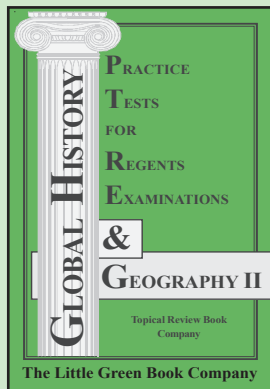 PRACTICE
TESTS
FOR
REGENTS
EXAMINATIONS
GLOBAL HISTORY
&
GEOGRAPHY II
Topical Review Book
Company
The Little Green Book Company